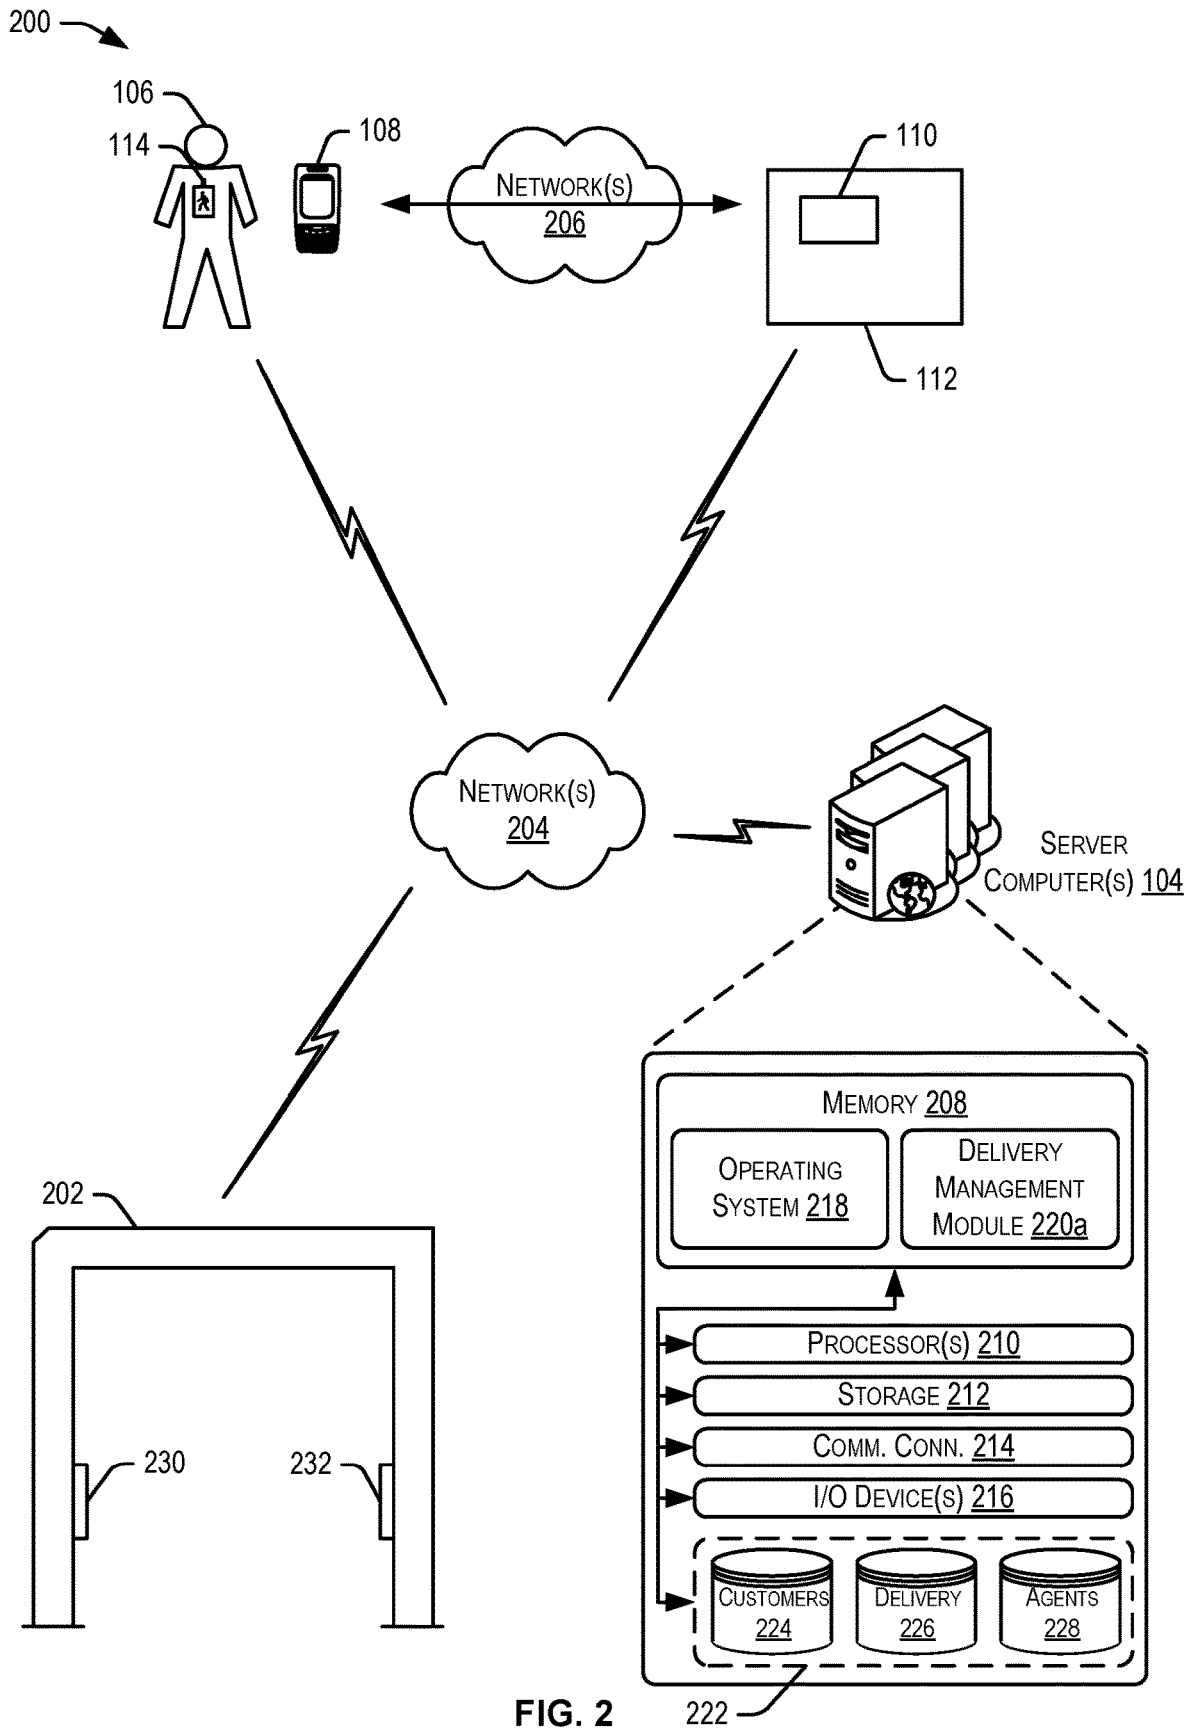 200
106
114
108
NETWORK(S)
206
110
112
NETWORK(S)
204
SERVER
COMPUTER(S) 104
MEMORY 208
OPERATING
SYSTEM 218
DELIVERY
MANAGEMENT
MODULE 220a
202
PROCESSOR(S) 210
STORAGE 212
COMM. CONN. 214
230
232
I/O DEVICE(S) 216
CUSTOMERS
224
DELIVERY
226
AGENTS
228
222
FIG. 2